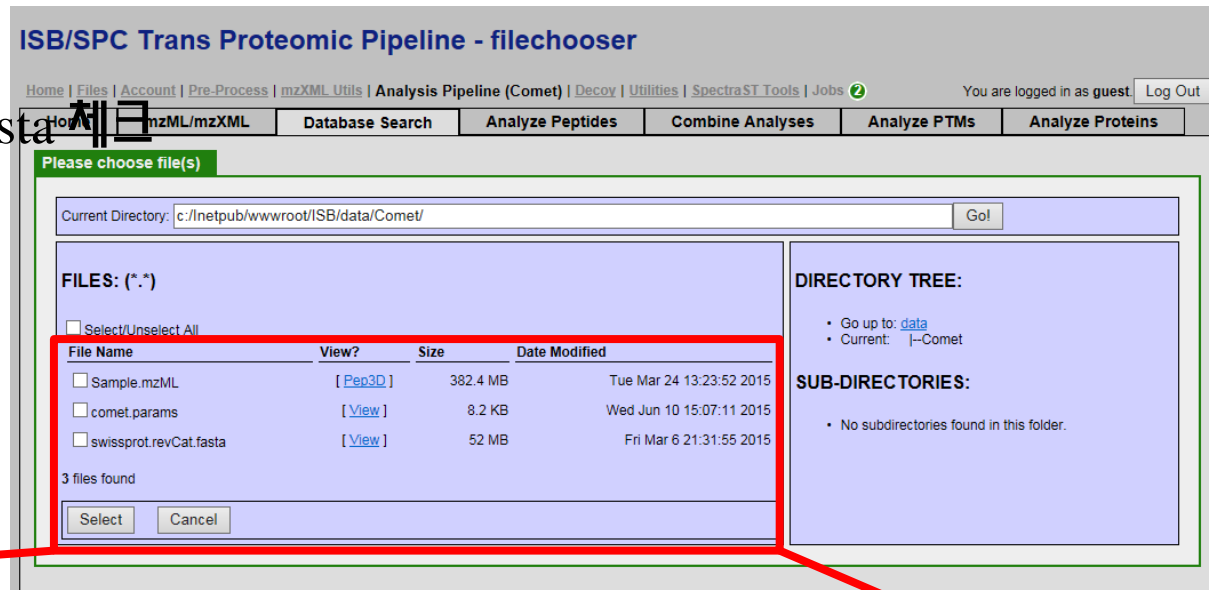 ISB/SPC Trans Proteomic Pipeline - filechooser
Home | Files | Account | Pre-Process | mzXML Utils | Analysis Pipeline (Comet) | Decoy | Utilities | SpectraST Tools | Jobs 2 You are logged in as guest. Log Out
sta 체크
Home mzML/mzXML Database Search Analyze Peptides Combine Analyses Analyze PTMs Analyze Proteins
Please choose file(s)
Current Directory: c:/Inetpub/wwwroot/ISB/data/Comet/ Go!
FILES: (*.*)
Select/Unselect All
File Name View? Size Date Modified
Sample.mzML [ Pep3D ] 382.4 MB Tue Mar 24 13:23:52 2015
comet.params [ View ] 8.2 KB Wed Jun 10 15:07:11 2015
swissprot.revCat.fasta [ View ] 52 MB Fri Mar 6 21:31:55 2015
3 files found
Select Cancel
DIRECTORY TREE:
• Go up to: data
• Current: |--Comet
SUB-DIRECTORIES:
• No subdirectories found in this folder.